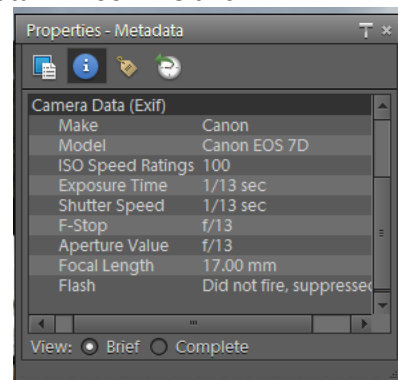 Properties - Metadata
Camera Data (Exif)
Make Canon
Model Canon EOS 7D
ISO Speed Ratings 100
Exposure Time 1/13 sec
Shutter Speed 1/13 sec
F-Stop f/13
Aperture Value f/13
Focal Length 17.00 mm
Flash Did not fire, suppressed
View: Brief Complete